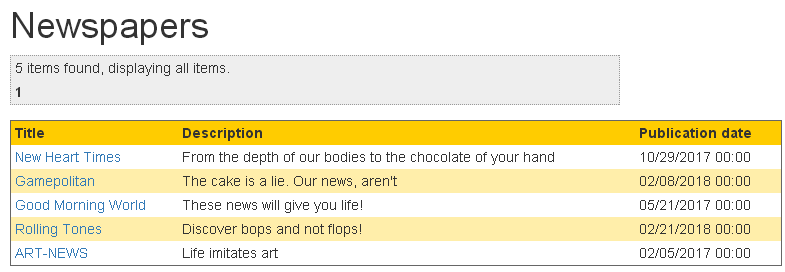 Newspapers
5 items found, displaying all items.
1
Title Description Publication date
New Heart Times From the depth of our bodies to the chocolate of your hand 10/29/2017 00:00
Gamepolitan The cake is a lie. Our news, aren't 02/08/2018 00:00
Good Morning World These news will give you life! 05/21/2017 00:00
Rolling Tones Discover bops and not flops! 02/21/2018 00:00
ART-NEWS Life imitates art 02/05/2017 00:00